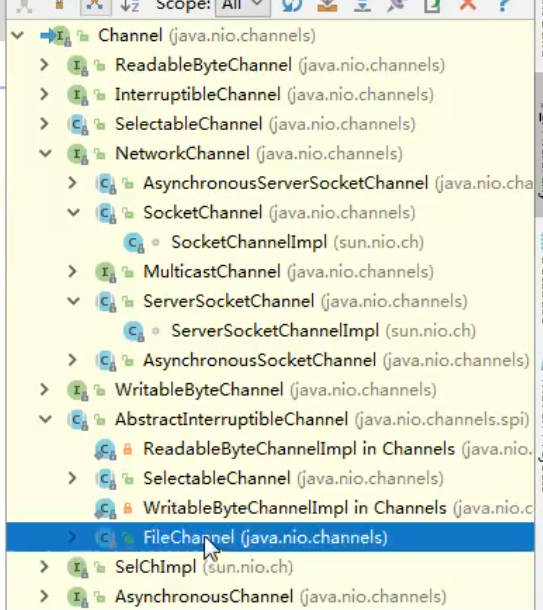 Scope: All
Channel (java.nio.channels)
ReadableByteChannel (java.nio.channels)
InterruptibleChannel (java.nio.channels)
SelectableChannel (java.nio.channels)
NetworkChannel (java.nio.channels)
AsynchronousServerSocketChannel (java.nio.cha
SocketChannel (java.nio.channels)
SocketChannelImpl (sun.nio.ch)
MulticastChannel (java.nio.channels)
ServerSocketChannel (java.nio.channels)
ServerSocketChannelImpl (sun.nio.ch)
AsynchronousSocketChannel (java.nio.channels)
WritableByteChannel (java.nio.channels)
AbstractInterruptibleChannel (java.nio.channels.spi)
ReadableByteChannelImpl in Channels (java.nio.
SelectableChannel (java.nio.channels)
WritableByteChannelImpl in Channels (java.nio.c
FileChannel (java.nio.channels)
SelChImpl (sun.nio.ch)
AsynchronousChannel (java.nio.channels)